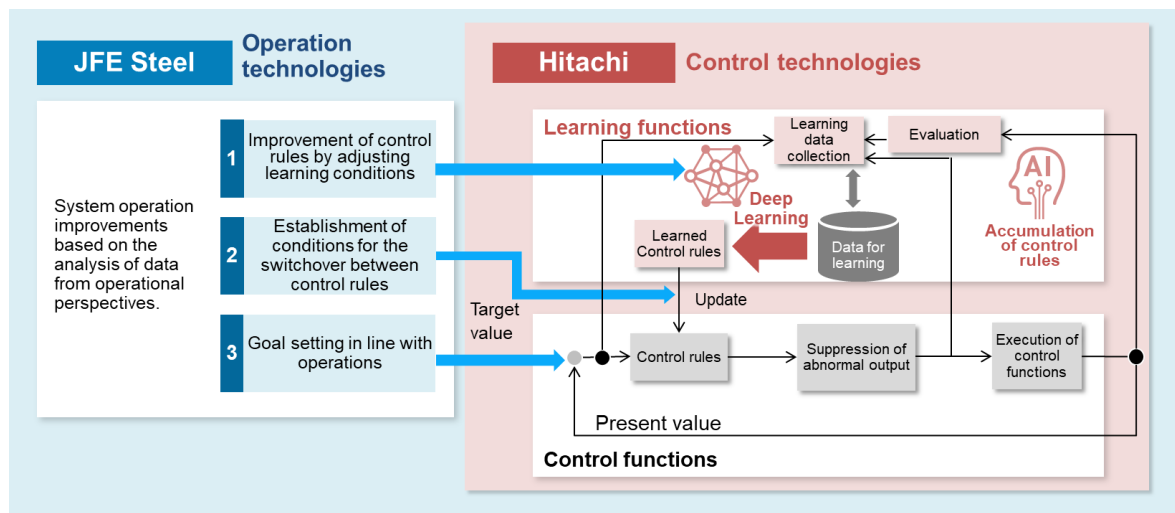 JFE Steel
Operation
technologies
System operation
improvements
based on the
analysis of data
from operational
perspectives.
1
Improvement of control
rules by adjusting
learning conditions
2
Establishment of
conditions for the
switchover between
control rules
3
Goal setting in line with
operations
Hitachi
Control technologies
Learning functions
Learning
data
collection
Evaluation
AI
Accumulation
of control
rules
Deep
Learning
Learned
Control rules
Data for
learning
Update
Target
value
Control rules
Suppression of
abnormal output
Execution of
control
functions
Present value
Control functions